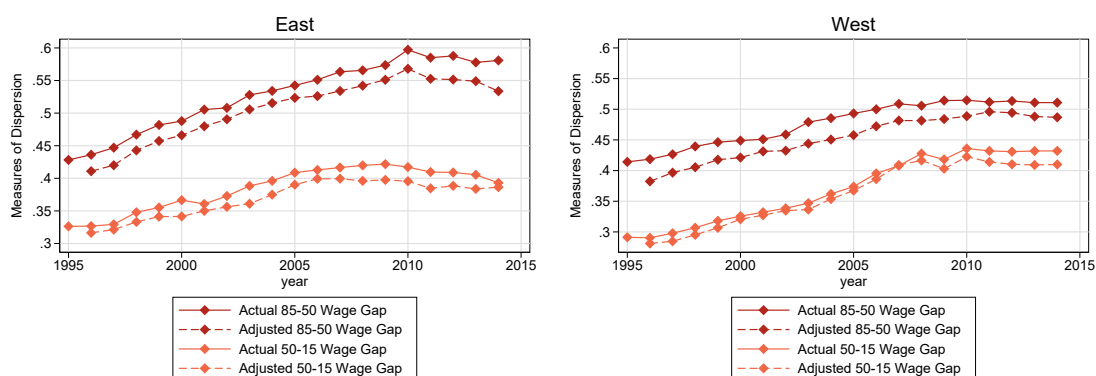 East
Measures of Dispersion
.6
.55
.5
.45
.4
.35
.3
1995 2000 2005 2010 2015
year
Actual 85-50 Wage Gap
Adjusted 85-50 Wage Gap
Actual 50-15 Wage Gap
Adjusted 50-15 Wage Gap
West
Measures of Dispersion
.6
.55
.5
.45
.4
.35
.3
1995 2000 2005 2010 2015
year
Actual 85-50 Wage Gap
Adjusted 85-50 Wage Gap
Actual 50-15 Wage Gap
Adjusted 50-15 Wage Gap